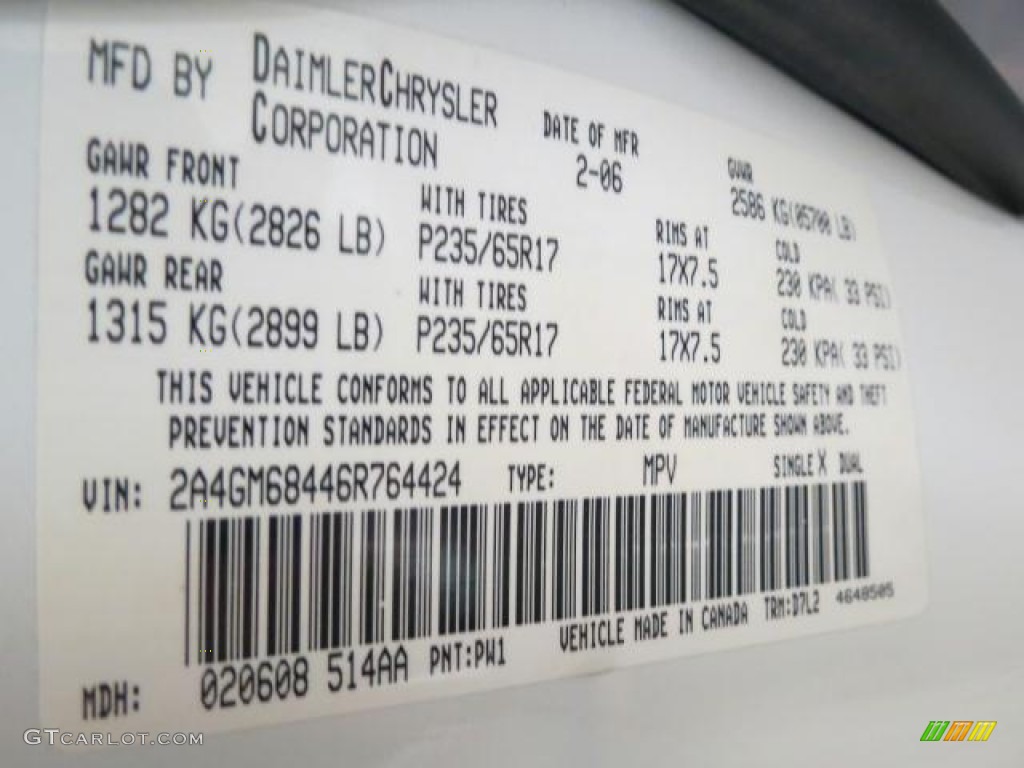 MFD BY DAIMLERCHRYSLER CORPORATION
DATE OF MFR 2-06
GVWR 2586 KG(05700 LB)
GAWR FRONT WITH TIRES RIMS AT COLD
1282 KG(2826 LB) P235/65R17 17X7.5 230 KPA( 33 PSI)
GAWR REAR WITH TIRES RIMS AT COLD
1315 KG(2899 LB) P235/65R17 17X7.5 230 KPA( 33 PSI)
THIS VEHICLE CONFORMS TO ALL APPLICABLE FEDERAL MOTOR VEHICLE SAFETY AND THEFT
PREVENTION STANDARDS IN EFFECT ON THE DATE OF MANUFACTURE SHOWN ABOVE.
VIN: 2A4GM68446R764424 TYPE: MPV SINGLE X DUAL
MDH: 020608 514AA PNT:PW1 VEHICLE MADE IN CANADA TRM:D7L2 4648505
GTCARLOT.COM